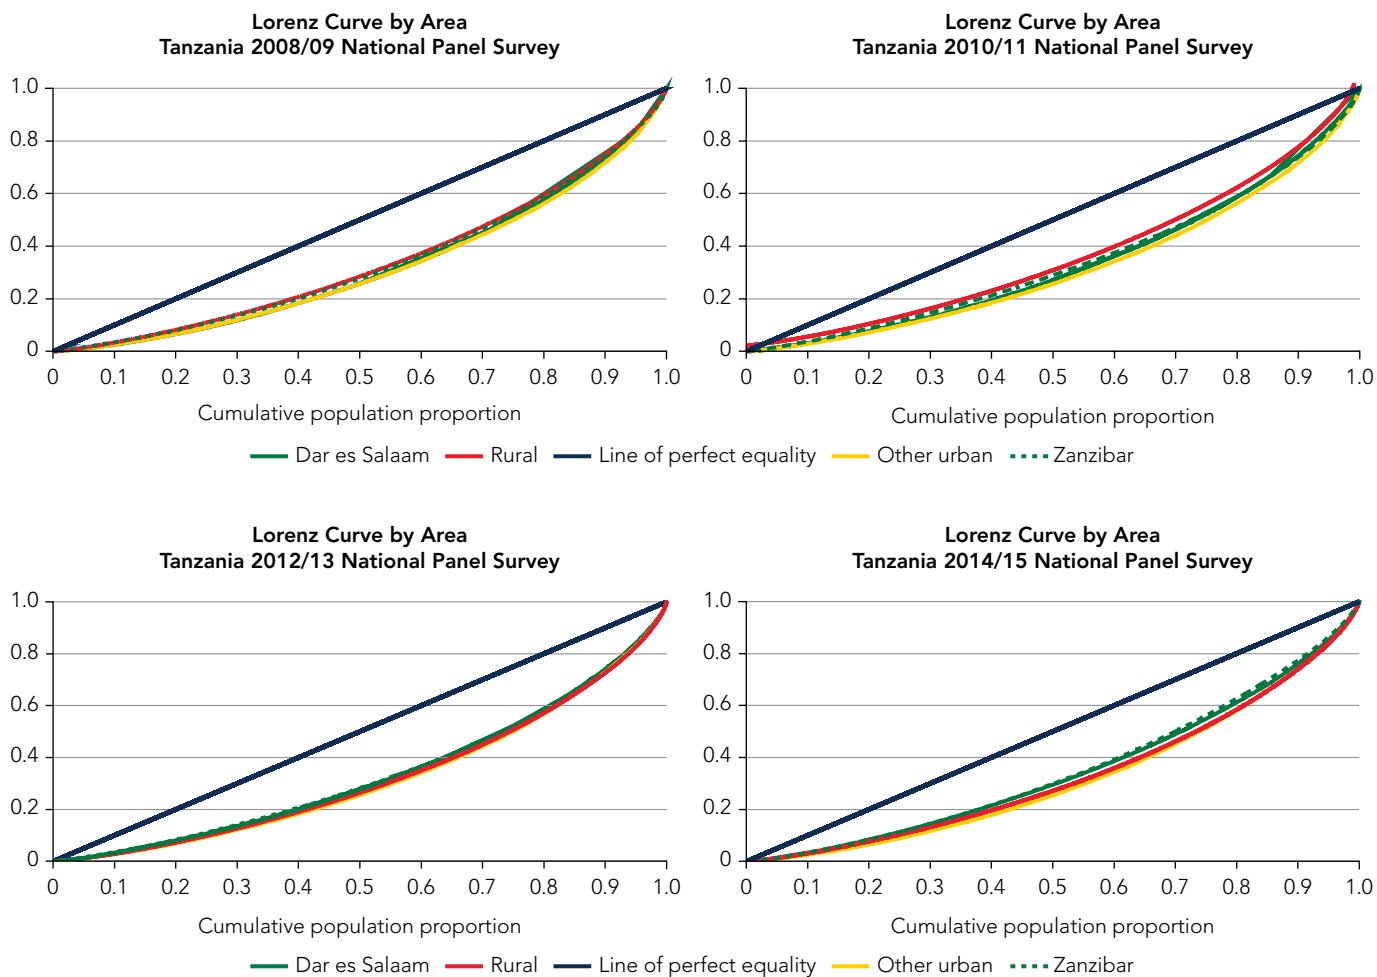 Lorenz Curve by Area
Tanzania 2008/09 National Panel Survey
1.0
0.8
0.6
0.4
0.2
0
0 0.1 0.2 0.3 0.4 0.5 0.6 0.7 0.8 0.9 1.0
Cumulative population proportion
Lorenz Curve by Area
Tanzania 2010/11 National Panel Survey
1.0
0.8
0.6
0.4
0.2
0
0 0.1 0.2 0.3 0.4 0.5 0.6 0.7 0.8 0.9 1.0
Cumulative population proportion
Dar es Salaam Rural Line of perfect equality Other urban Zanzibar
Lorenz Curve by Area
Tanzania 2012/13 National Panel Survey
1.0
0.8
0.6
0.4
0.2
0
0 0.1 0.2 0.3 0.4 0.5 0.6 0.7 0.8 0.9 1.0
Cumulative population proportion
Lorenz Curve by Area
Tanzania 2014/15 National Panel Survey
1.0
0.8
0.6
0.4
0.2
0
0 0.1 0.2 0.3 0.4 0.5 0.6 0.7 0.8 0.9 1.0
Cumulative population proportion
Dar es Salaam Rural Line of perfect equality Other urban Zanzibar